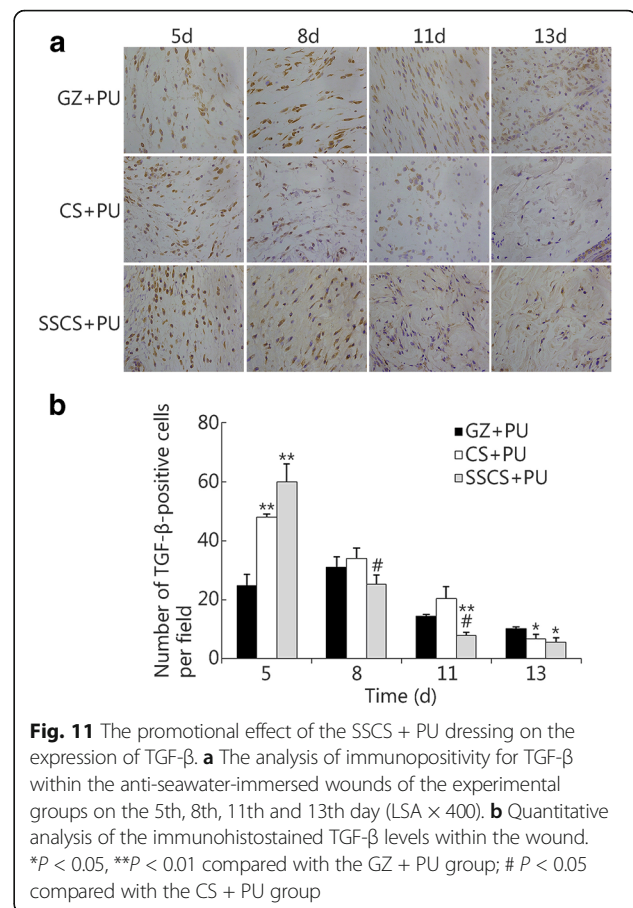 a
5d 8d 11d 13d
GZ+PU
CS+PU
SSCS+PU
b
Number of TGF-β-positive cells
per field
80
60
40
20
0
GZ+PU
CS+PU
SSCS+PU
**
**
#
**
#
*
*
5 8 11 13
Time (d)
Fig. 11 The promotional effect of the SSCS + PU dressing on the
expression of TGF-β. a The analysis of immunopositivity for TGF-β
within the anti-seawater-immersed wounds of the experimental
groups on the 5th, 8th, 11th and 13th day (LSA × 400). b Quantitative
analysis of the immunohistostained TGF-β levels within the wound.
*P < 0.05, **P < 0.01 compared with the GZ + PU group; # P < 0.05
compared with the CS + PU group